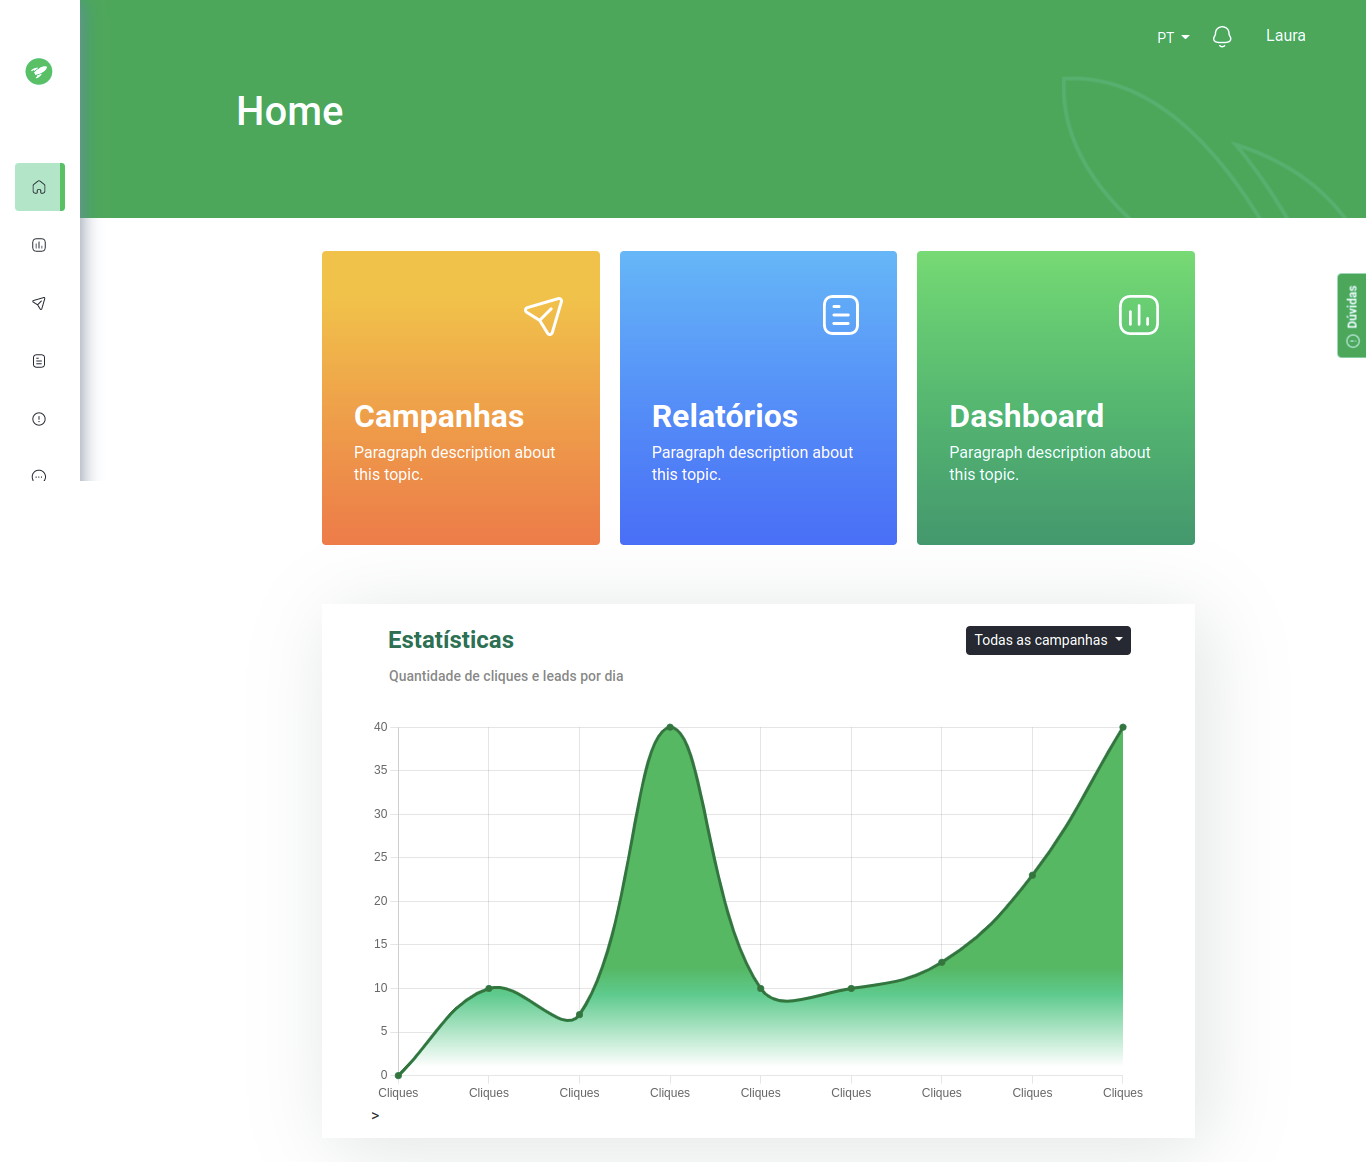 PT
Laura
Home
Dúvidas
Campanhas
Paragraph description about
this topic.
Relatórios
Paragraph description about
this topic.
Dashboard
Paragraph description about
this topic.
Estatísticas
Todas as campanhas
Quantidade de cliques e leads por dia
40
35
30
25
20
15
10
5
0
Cliques Cliques Cliques Cliques Cliques Cliques Cliques Cliques Cliques
>